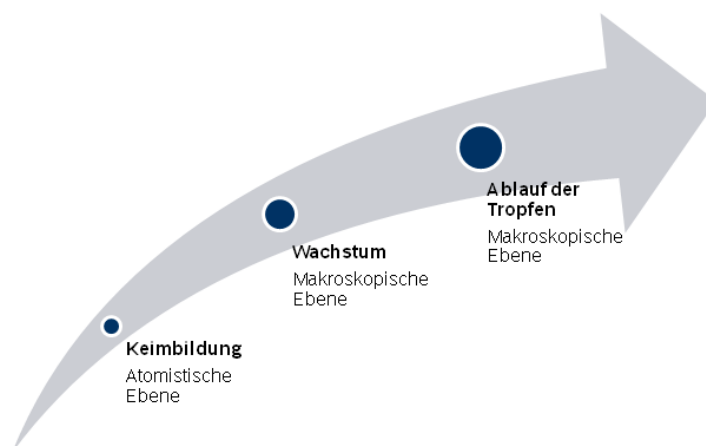 Keimbildung
Atomistische
Ebene
Wachstum
Makroskopische
Ebene
Ablauf der
Tropfen
Makroskopische
Ebene